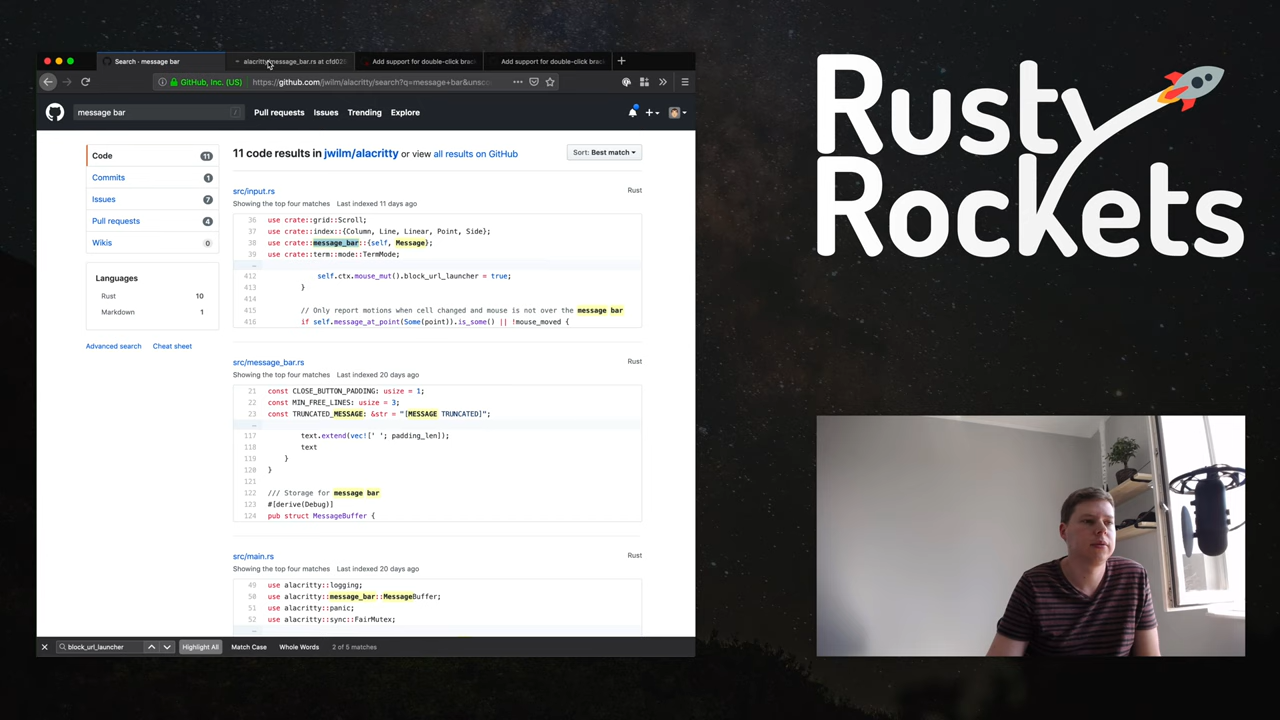 Search · message bar
alacritty/message_bar.rs at cfd025
Add support for double-click brac
Add support for double-click brac
GitHub, Inc. (US)
https://github.com/jwilm/alacritty/search?q=message+bar&unsco
message bar
Pull requests
Issues
Trending
Explore
Code 11
Commits 1
Issues 7
Pull requests 4
Wikis 0
Languages
Rust 10
Markdown 1
Advanced search
Cheat sheet
11 code results in jwilm/alacritty or view all results on GitHub
Sort: Best match
src/input.rs
Rust
Showing the top four matches Last indexed 11 days ago
36 use crate::grid::Scroll;
37 use crate::index::{Column, Line, Linear, Point, Side};
38 use crate::message_bar::{self, Message};
39 use crate::term::mode::TermMode;
…
412 self.ctx.mouse_mut().block_url_launcher = true;
413 }
414
415 // Only report motions when cell changed and mouse is not over the message bar
416 if self.message_at_point(Some(point)).is_some() || !mouse_moved {
src/message_bar.rs
Rust
Showing the top four matches Last indexed 20 days ago
21 const CLOSE_BUTTON_PADDING: usize = 1;
22 const MIN_FREE_LINES: usize = 3;
23 const TRUNCATED_MESSAGE: &str = "[MESSAGE TRUNCATED]";
…
117 text.extend(vec![' '; padding_len]);
118 text
119 }
120 }
121
122 /// Storage for message bar
123 #[derive(Debug)]
124 pub struct MessageBuffer {
src/main.rs
Rust
Showing the top four matches Last indexed 20 days ago
49 use alacritty::logging;
50 use alacritty::message_bar::MessageBuffer;
51 use alacritty::panic;
52 use alacritty::sync::FairMutex;
…
block_url_launcher
Highlight All
Match Case
Whole Words
2 of 5 matches
Rusty
Rockets